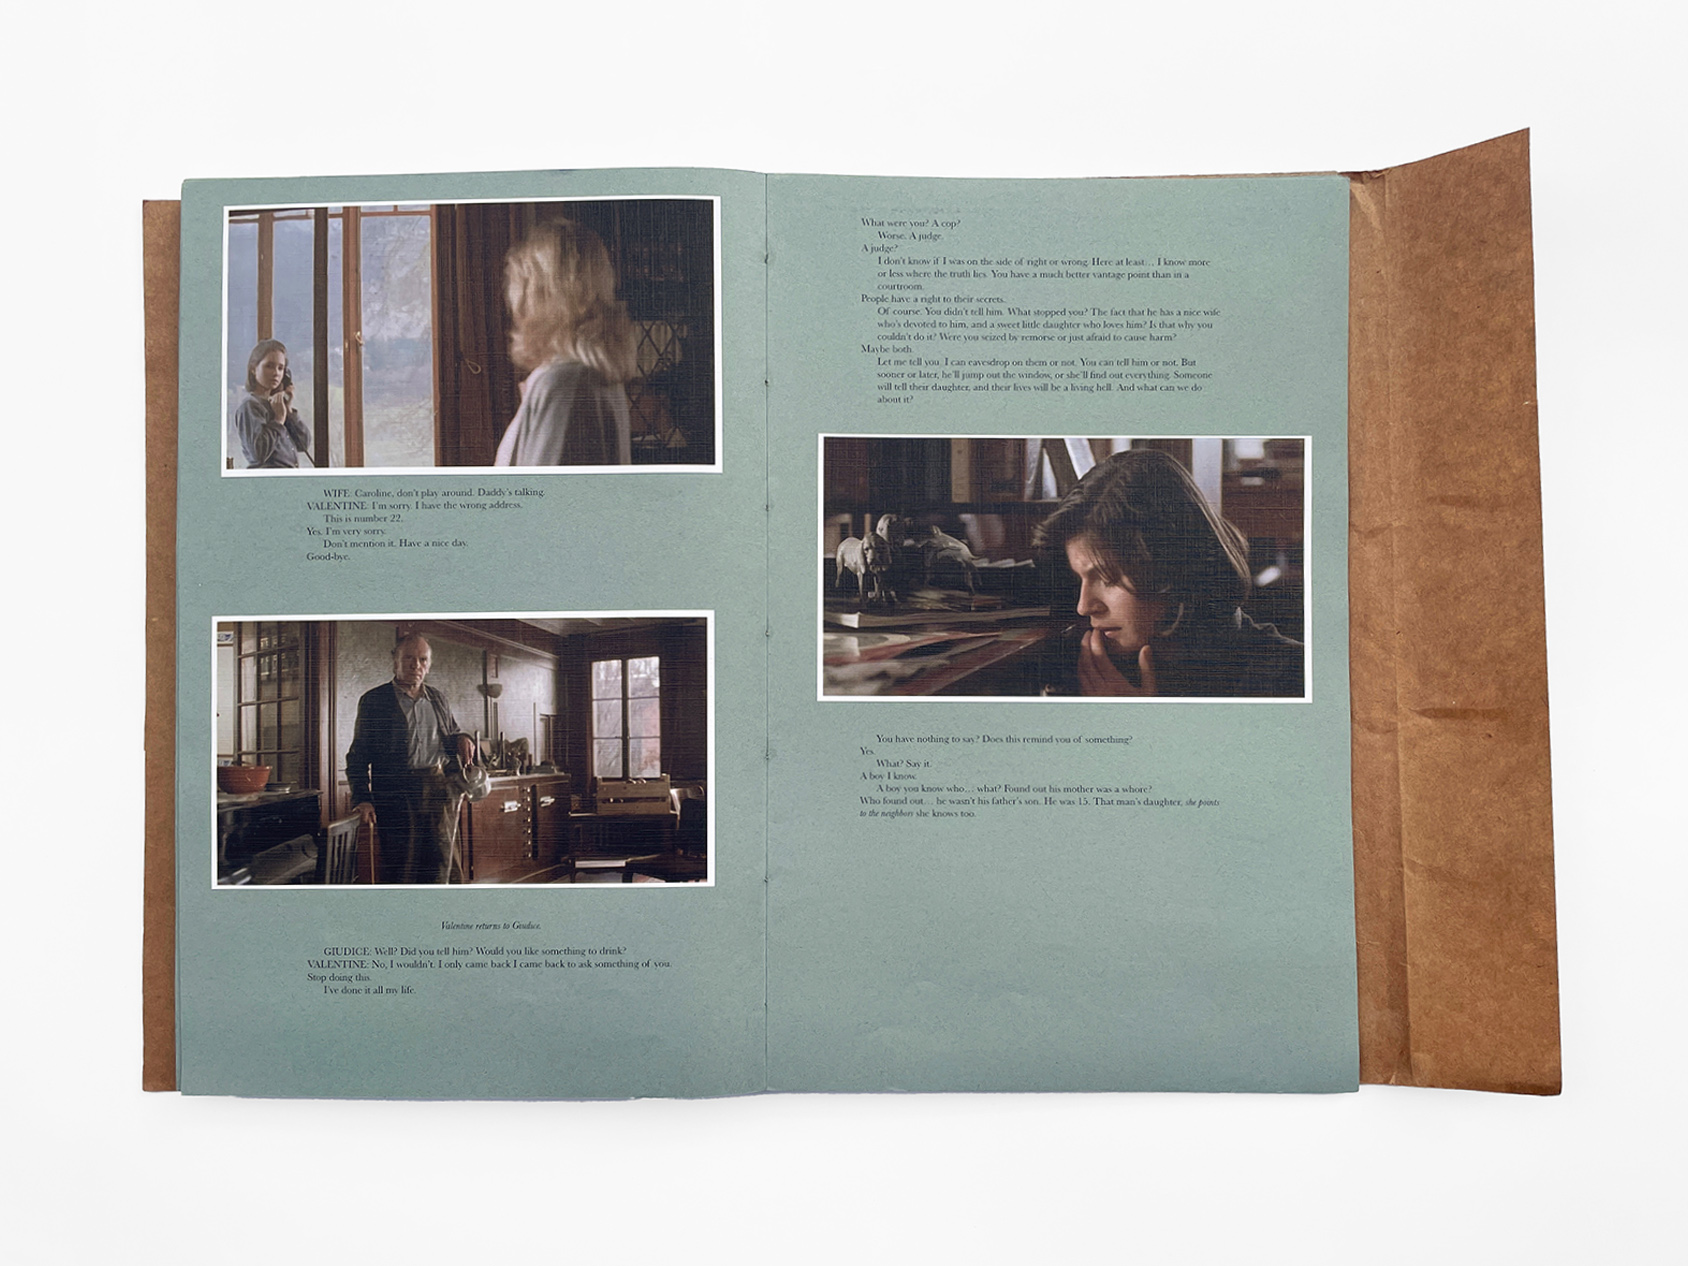 WIFE: Caroline, don't play around. Daddy's talking.
VALENTINE: I'm sorry. I have the wrong address.
This is number 22.
Yes. I'm very sorry.
Don't mention it. Have a nice day.
Good-bye.
Valentine returns to Giudice.
GIUDICE: Well? Did you tell him? Would you like something to drink?
VALENTINE: No, I wouldn't. I only came back I came back to ask something of you.
Stop doing this.
I've done it all my life.
What were you? A cop?
Worse. A judge.
A judge?
I don't know if I was on the side of right or wrong. Here at least… I know more
or less where the truth lies. You have a much better vantage point than in a
courtroom.
People have a right to their secrets.
Of course. You didn't tell him. What stopped you? The fact that he has a nice wife
who's devoted to him, and a sweet little daughter who loves him? Is that why you
couldn't do it? Were you seized by remorse or just afraid to cause harm?
Maybe both.
Let me tell you. I can eavesdrop on them or not. You can tell him or not. But
sooner or later, he'll jump out the window, or she'll find out everything. Someone
will tell their daughter, and their lives will be a living hell. And what can we do
about it?
You have nothing to say? Does this remind you of something?
Yes.
What? Say it.
A boy I know.
A boy you know who… what? Found out his mother was a whore?
Who found out… he wasn't his father's son. He was 15. That man's daughter, she points
to the neighbors she knows too.